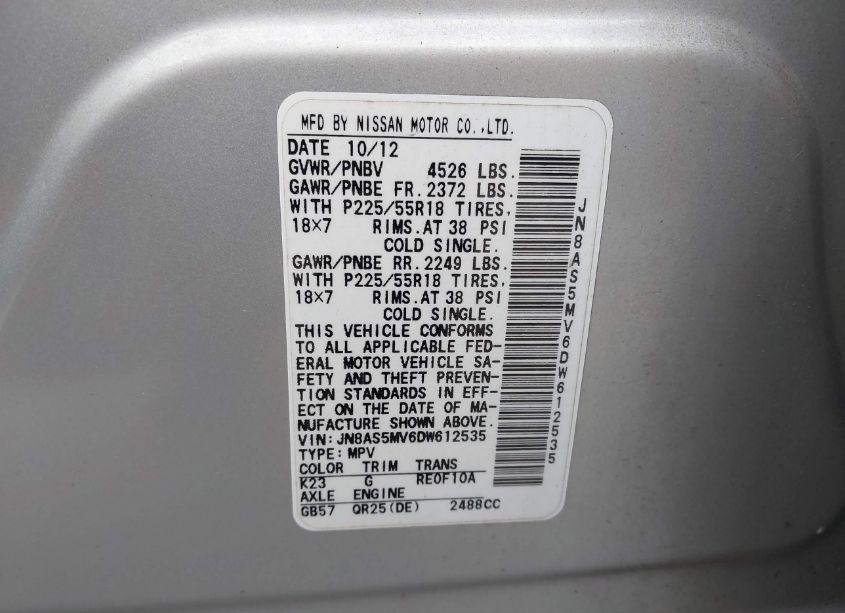 MFD BY NISSAN MOTOR CO.,LTD.
DATE 10/12
GVWR/PNBV 4526 LBS.
GAWR/PNBE FR. 2372 LBS.
WITH P225/55R18 TIRES,
18×7 RIMS.AT 38 PSI
COLD SINGLE.
GAWR/PNBE RR. 2249 LBS.
WITH P225/55R18 TIRES,
18×7 RIMS.AT 38 PSI
COLD SINGLE.
THIS VEHICLE CONFORMS
TO ALL APPLICABLE FED-
ERAL MOTOR VEHICLE SA-
FETY AND THEFT PREVEN-
TION STANDARDS IN EFF-
ECT ON THE DATE OF MA-
NUFACTURE SHOWN ABOVE.
VIN:JN8AS5MV6DW612535
TYPE:MPV
COLOR TRIM TRANS
K23 G RE0F10A
AXLE ENGINE
GB57 QR25(DE) 2488CC
JN8AS5MV6DW612535